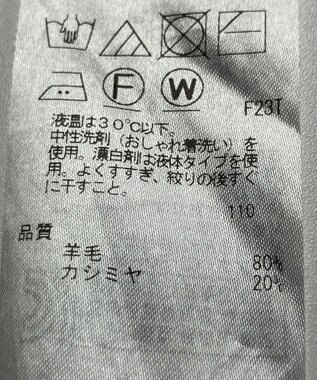 F W
F23T
液温は３０℃以下。
中性洗剤（おしゃれ着洗い）を
使用。漂白剤は液体タイプを使
用。よくすすぎ、絞りの後すぐ
に干すこと。
110
品質
羊毛 80%
カシミヤ 20%